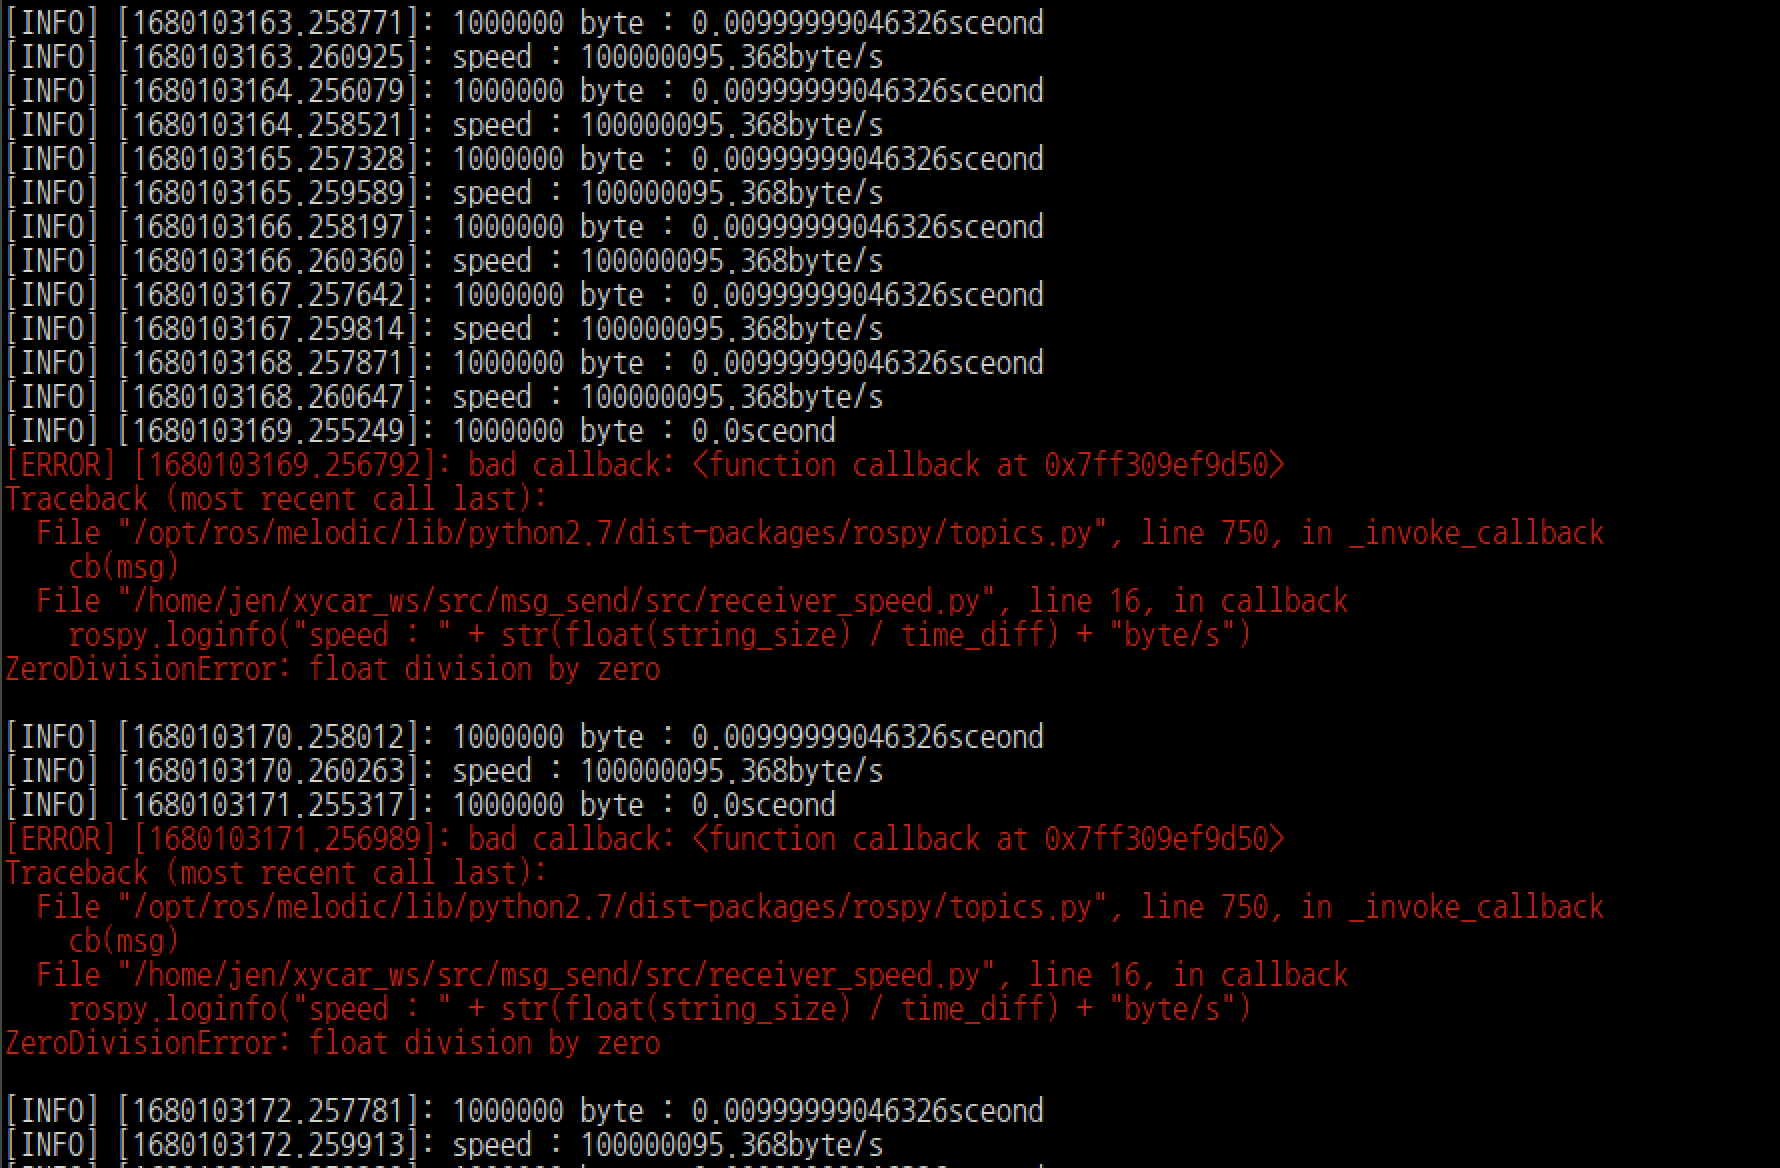 [INFO] [1680103163.258771]: 1000000 byte : 0.00999999046326sceond
[INFO] [1680103163.260925]: speed : 100000095.368byte/s
[INFO] [1680103164.256079]: 1000000 byte : 0.00999999046326sceond
[INFO] [1680103164.258521]: speed : 100000095.368byte/s
[INFO] [1680103165.257328]: 1000000 byte : 0.00999999046326sceond
[INFO] [1680103165.259589]: speed : 100000095.368byte/s
[INFO] [1680103166.258197]: 1000000 byte : 0.00999999046326sceond
[INFO] [1680103166.260360]: speed : 100000095.368byte/s
[INFO] [1680103167.257642]: 1000000 byte : 0.00999999046326sceond
[INFO] [1680103167.259814]: speed : 100000095.368byte/s
[INFO] [1680103168.257871]: 1000000 byte : 0.00999999046326sceond
[INFO] [1680103168.260647]: speed : 100000095.368byte/s
[INFO] [1680103169.255249]: 1000000 byte : 0.0sceond
[ERROR] [1680103169.256792]: bad callback: <function callback at 0x7ff309ef9d50>
Traceback (most recent call last):
  File "/opt/ros/melodic/lib/python2.7/dist-packages/rospy/topics.py", line 750, in _invoke_callback
    cb(msg)
  File "/home/jen/xycar_ws/src/msg_send/src/receiver_speed.py", line 16, in callback
    rospy.loginfo("speed : " + str(float(string_size) / time_diff) + "byte/s")
ZeroDivisionError: float division by zero
[INFO] [1680103170.258012]: 1000000 byte : 0.00999999046326sceond
[INFO] [1680103170.260263]: speed : 100000095.368byte/s
[INFO] [1680103171.255317]: 1000000 byte : 0.0sceond
[ERROR] [1680103171.256989]: bad callback: <function callback at 0x7ff309ef9d50>
Traceback (most recent call last):
  File "/opt/ros/melodic/lib/python2.7/dist-packages/rospy/topics.py", line 750, in _invoke_callback
    cb(msg)
  File "/home/jen/xycar_ws/src/msg_send/src/receiver_speed.py", line 16, in callback
    rospy.loginfo("speed : " + str(float(string_size) / time_diff) + "byte/s")
ZeroDivisionError: float division by zero
[INFO] [1680103172.257781]: 1000000 byte : 0.00999999046326sceond
[INFO] [1680103172.259913]: speed : 100000095.368byte/s